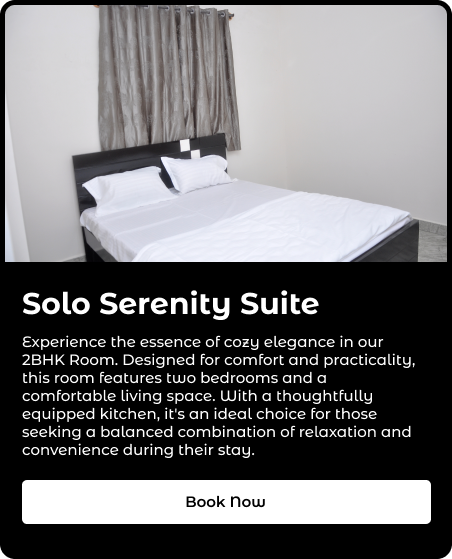 Solo Serenity Suite
Experience the essence of cozy elegance in our
2BHK Room. Designed for comfort and practicality,
this room features two bedrooms and a
comfortable living space. With a thoughtfully
equipped kitchen, it's an ideal choice for those
seeking a balanced combination of relaxation and
convenience during their stay.
Book Now